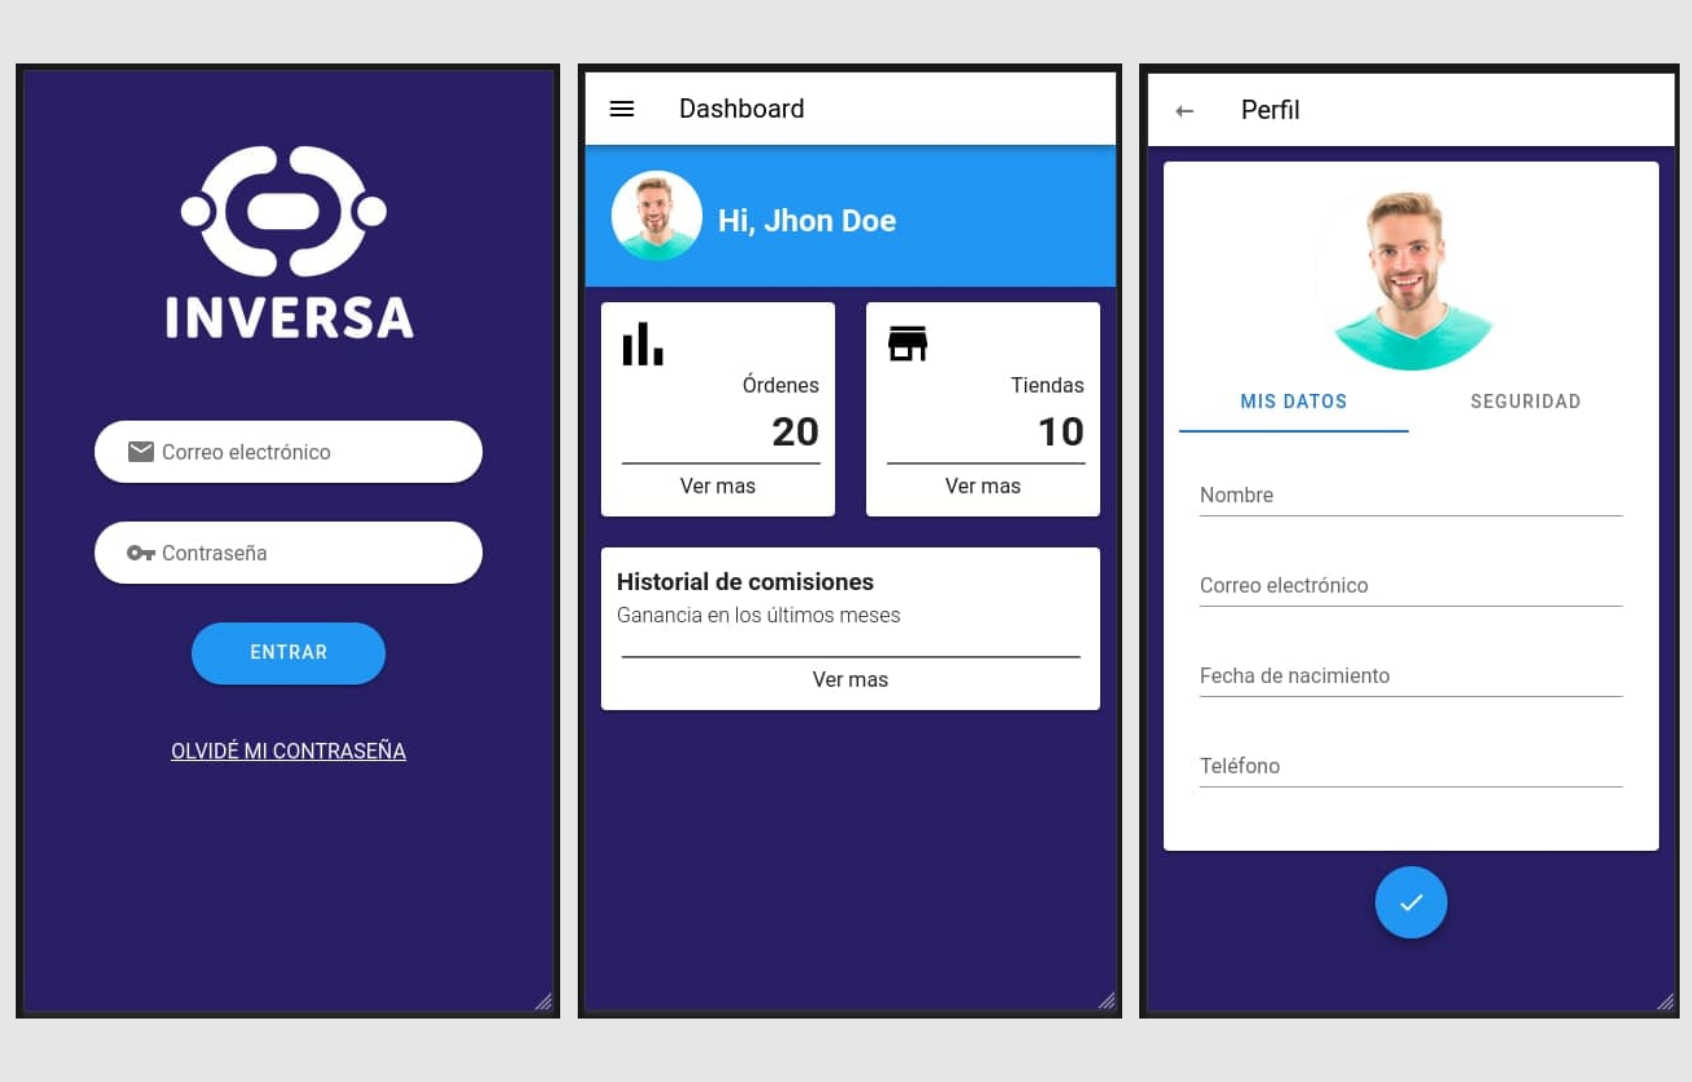 INVERSA
Correo electrónico
Contraseña
ENTRAR
OLVIDÉ MI CONTRASEÑA
Dashboard
Hi, Jhon Doe
Órdenes
20
Ver mas
Tiendas
10
Ver mas
Historial de comisiones
Ganancia en los últimos meses
Ver mas
Perfil
MIS DATOS
SEGURIDAD
Nombre
Correo electrónico
Fecha de nacimiento
Teléfono